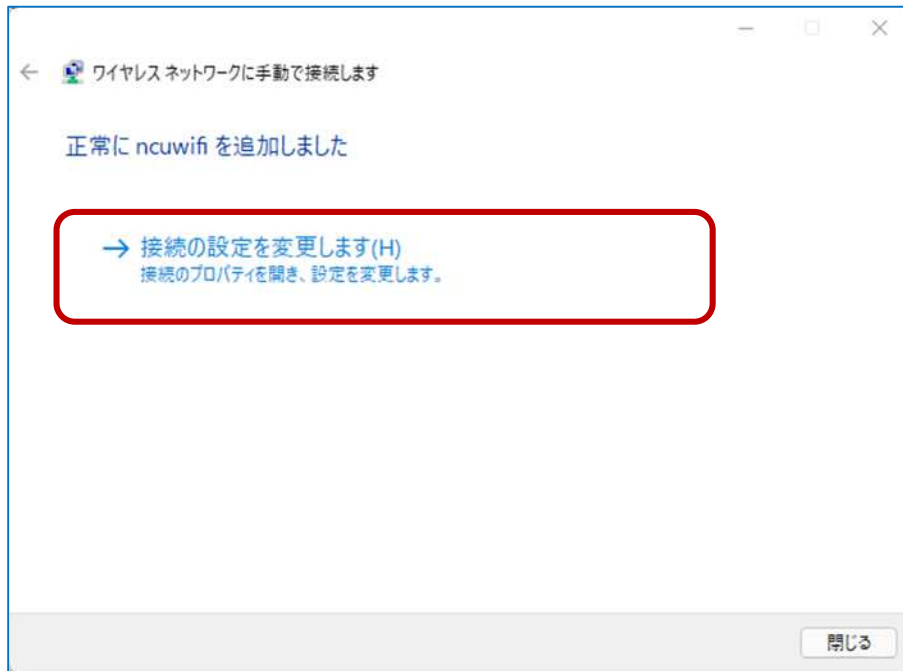 ワイヤレス ネットワークに手動で接続します
正常に ncuwifi を追加しました
→ 接続の設定を変更します(H)
接続のプロパティを開き、設定を変更します。
閉じる